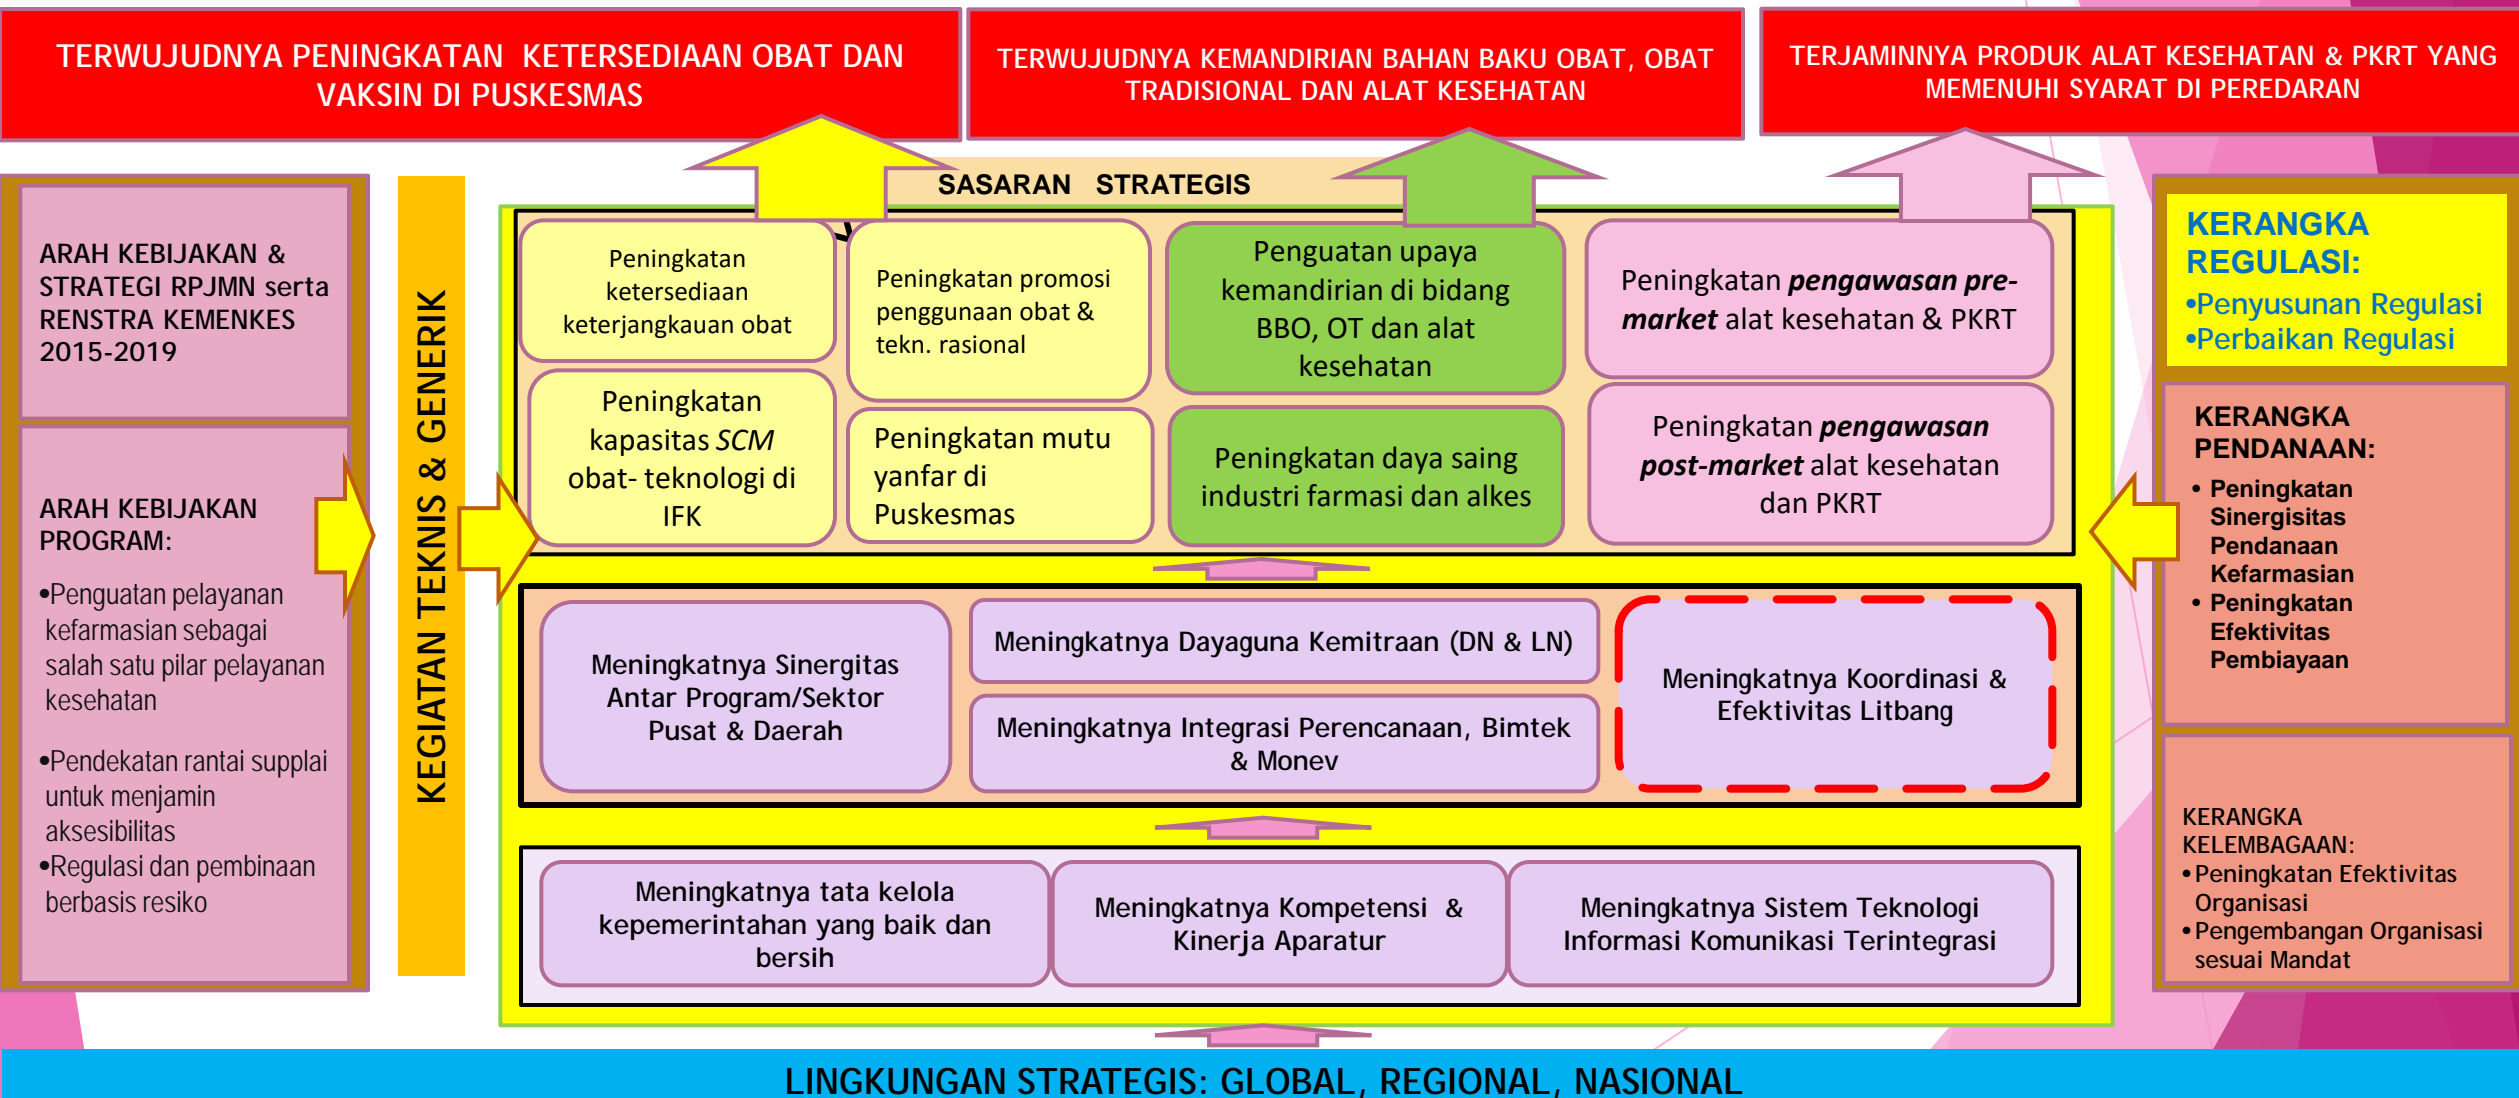 TERWUJUDNYA PENINGKATAN KETERSEDIAAN OBAT DAN
VAKSIN DI PUSKESMAS
TERWUJUDNYA KEMANDIRIAN BAHAN BAKU OBAT, OBAT
TRADISIONAL DAN ALAT KESEHATAN
TERJAMINNYA PRODUK ALAT KESEHATAN & PKRT YANG
MEMENUHI SYARAT DI PEREDARAN
ARAH KEBIJAKAN &
STRATEGI RPJMN serta
RENSTRA KEMENKES
2015-2019
ARAH KEBIJAKAN
PROGRAM:
•Penguatan pelayanan
kefarmasian sebagai
salah satu pilar pelayanan
kesehatan
•Pendekatan rantai supplai
untuk menjamin
aksesibilitas
•Regulasi dan pembinaan
berbasis resiko
KEGIATAN TEKNIS & GENERIK
SASARAN STRATEGIS
Peningkatan
ketersediaan
keterjangkauan obat
Peningkatan promosi
penggunaan obat &
tekn. rasional
Penguatan upaya
kemandirian di bidang
BBO, OT dan alat
kesehatan
Peningkatan pengawasan pre-
market alat kesehatan & PKRT
Peningkatan
kapasitas SCM
obat- teknologi di
IFK
Peningkatan mutu
yanfar di
Puskesmas
Peningkatan daya saing
industri farmasi dan alkes
Peningkatan pengawasan
post-market alat kesehatan
dan PKRT
Meningkatnya Sinergitas
Antar Program/Sektor
Pusat & Daerah
Meningkatnya Dayaguna Kemitraan (DN & LN)
Meningkatnya Integrasi Perencanaan, Bimtek
& Monev
Meningkatnya Koordinasi &
Efektivitas Litbang
Meningkatnya tata kelola
kepemerintahan yang baik dan
bersih
Meningkatnya Kompetensi &
Kinerja Aparatur
Meningkatnya Sistem Teknologi
Informasi Komunikasi Terintegrasi
KERANGKA
REGULASI:
•Penyusunan Regulasi
•Perbaikan Regulasi
KERANGKA
PENDANAAN:
• Peningkatan
Sinergisitas
Pendanaan
Kefarmasian
• Peningkatan
Efektivitas
Pembiayaan
KERANGKA
KELEMBAGAAN:
• Peningkatan Efektivitas
Organisasi
• Pengembangan Organisasi
sesuai Mandat
LINGKUNGAN STRATEGIS: GLOBAL, REGIONAL, NASIONAL